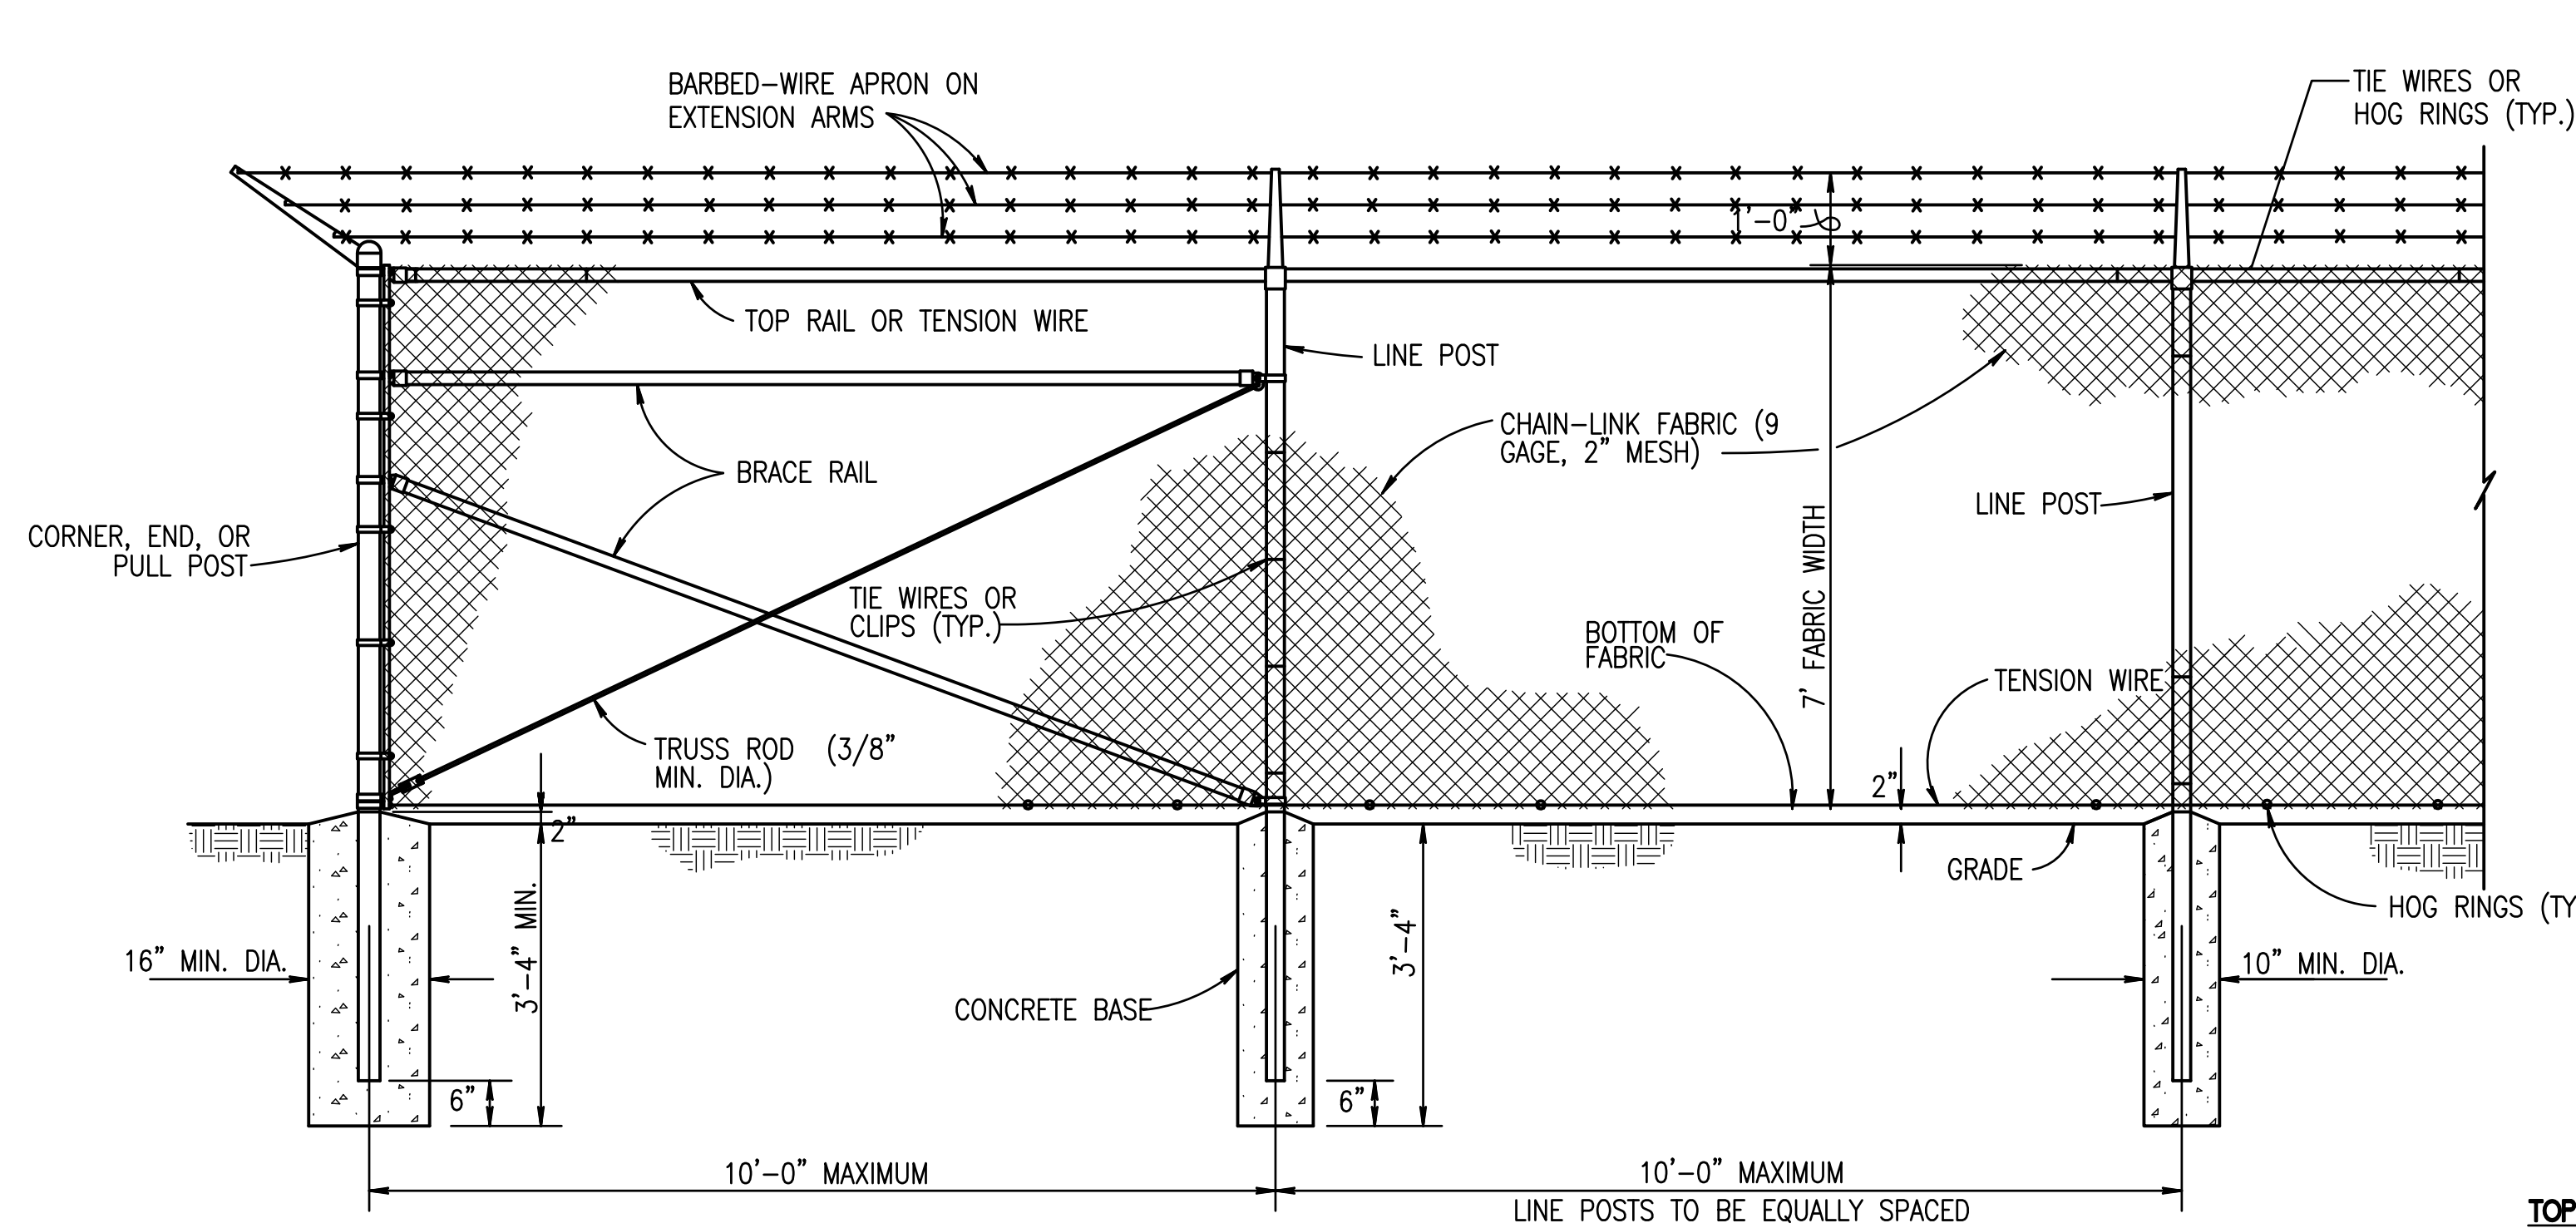 BARBED-WIRE APRON ON
EXTENSION ARMS
TIE WIRES OR
HOG RINGS (TYP.)
1'-0"
TOP RAIL OR TENSION WIRE
LINE POST
CHAIN-LINK FABRIC (9
GAGE, 2" MESH)
BRACE RAIL
LINE POST
CORNER, END, OR
PULL POST
7' FABRIC WIDTH
TIE WIRES OR
CLIPS (TYP.)
BOTTOM OF
FABRIC
TENSION WIRE
TRUSS ROD (3/8"
MIN. DIA.)
2"
2"
GRADE
3'-4" MIN.
3'-4"
HOG RINGS (TY
16" MIN. DIA.
10" MIN. DIA.
CONCRETE BASE
6"
6"
10'-0" MAXIMUM
10'-0" MAXIMUM
LINE POSTS TO BE EQUALLY SPACED
TOP